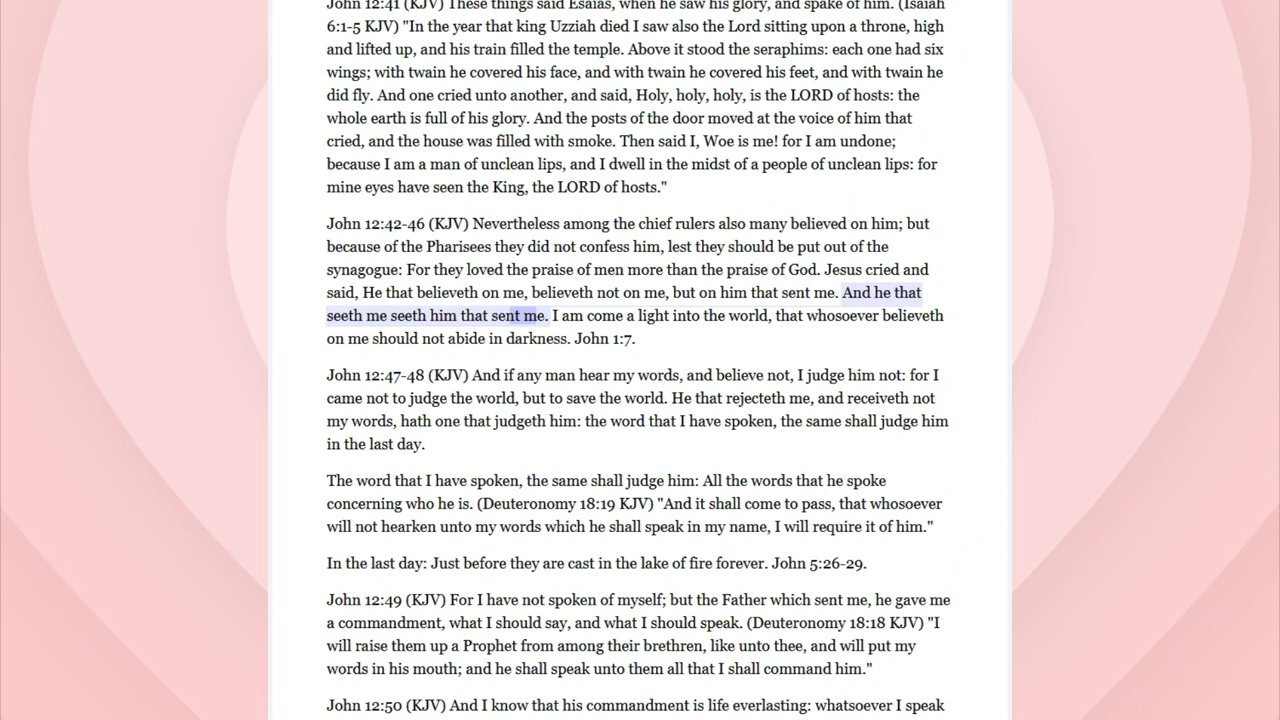 John 12:41 (KJV) These things said Esaias, when he saw his glory, and spake of him. (Isaiah
6:1-5 KJV) "In the year that king Uzziah died I saw also the Lord sitting upon a throne, high
and lifted up, and his train filled the temple. Above it stood the seraphims: each one had six
wings; with twain he covered his face, and with twain he covered his feet, and with twain he
did fly. And one cried unto another, and said, Holy, holy, holy, is the LORD of hosts: the
whole earth is full of his glory. And the posts of the door moved at the voice of him that
cried, and the house was filled with smoke. Then said I, Woe is me! for I am undone;
because I am a man of unclean lips, and I dwell in the midst of a people of unclean lips: for
mine eyes have seen the King, the LORD of hosts."
John 12:42-46 (KJV) Nevertheless among the chief rulers also many believed on him; but
because of the Pharisees they did not confess him, lest they should be put out of the
synagogue: For they loved the praise of men more than the praise of God. Jesus cried and
said, He that believeth on me, believeth not on me, but on him that sent me. And he that
seeth me seeth him that sent me. I am come a light into the world, that whosoever believeth
on me should not abide in darkness. John 1:7.
John 12:47-48 (KJV) And if any man hear my words, and believe not, I judge him not: for I
came not to judge the world, but to save the world. He that rejecteth me, and receiveth not
my words, hath one that judgeth him: the word that I have spoken, the same shall judge him
in the last day.
The word that I have spoken, the same shall judge him: All the words that he spoke
concerning who he is. (Deuteronomy 18:19 KJV) "And it shall come to pass, that whosoever
will not hearken unto my words which he shall speak in my name, I will require it of him."
In the last day: Just before they are cast in the lake of fire forever. John 5:26-29.
John 12:49 (KJV) For I have not spoken of myself; but the Father which sent me, he gave me
a commandment, what I should say, and what I should speak. (Deuteronomy 18:18 KJV) "I
will raise them up a Prophet from among their brethren, like unto thee, and will put my
words in his mouth; and he shall speak unto them all that I shall command him."
John 12:50 (KJV) And I know that his commandment is life everlasting: whatsoever I speak